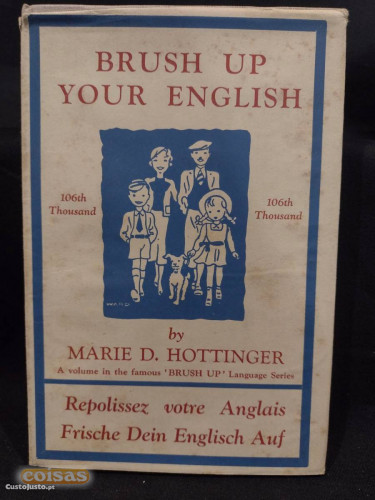 BRUSH UP
YOUR ENGLISH
106th
Thousand
106th
Thousand
by
MARIE D. HOTTINGER
A volume in the famous 'BRUSH UP' Language Series
Repolissez votre Anglais
Frische Dein Englisch Auf
coisas
CustoJusto.pt